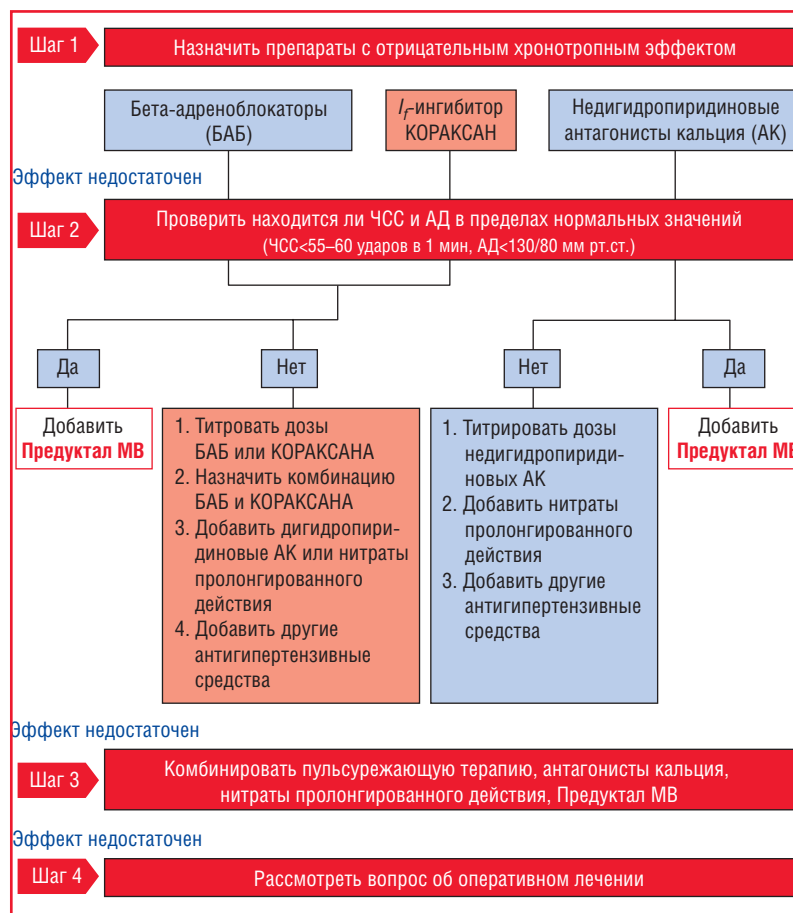 Шаг 1
Назначить препараты с отрицательным хронотропным эффектом
Бета-адреноблокаторы
(БАБ)
If-ингибитор
КОРАКСАН
Недигидропиридиновые
антагонисты кальция (АК)
Эффект недостаточен
Шаг 2
Проверить находится ли ЧСС и АД в пределах нормальных значений
(ЧСС<55–60 ударов в 1 мин, АД<130/80 мм рт.ст.)
Да
Нет
Нет
Да
Добавить
Предуктал МВ
1. Титровать дозы
БАБ или КОРАКСАНА
2. Назначить комбинацию
БАБ и КОРАКСАНА
3. Добавить дигидропири-
диновые АК или нитраты
пролонгированного
действия
4. Добавить другие
антигипертензивные
средства
1. Титрировать дозы
недигидропириди-
новых АК
2. Добавить нитраты
пролонгированного
действия
3. Добавить другие
антигипертензивные
средства
Добавить
Предуктал МВ
Эффект недостаточен
Шаг 3
Комбинировать пульсурежающую терапию, антагонисты кальция,
нитраты пролонгированного действия, Предуктал МВ
Эффект недостаточен
Шаг 4
Рассмотреть вопрос об оперативном лечении